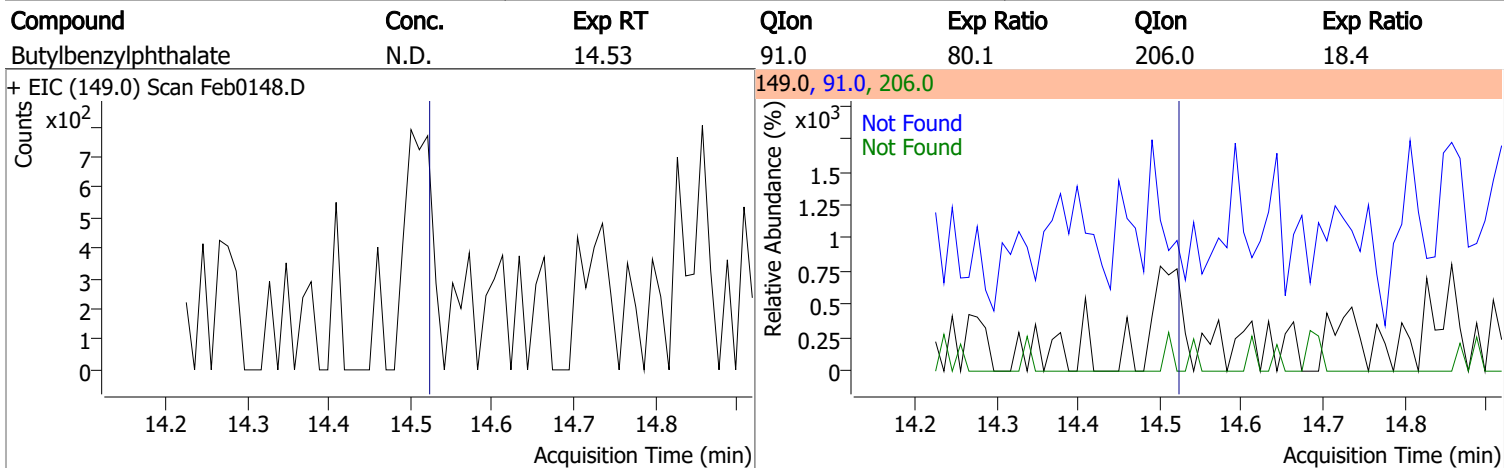 Compound Conc. Exp RT QIon Exp Ratio QIon Exp Ratio
Butylbenzylphthalate N.D. 14.53 91.0 80.1 206.0 18.4
+ EIC (149.0) Scan Feb0148.D
Counts
x10²
7
6
5
4
3
2
1
0
14.2 14.3 14.4 14.5 14.6 14.7 14.8
Acquisition Time (min)
149.0, 91.0, 206.0
Relative Abundance (%)
x10³
Not Found
Not Found
1.5
1.25
1
0.75
0.5
0.25
0
14.2 14.3 14.4 14.5 14.6 14.7 14.8
Acquisition Time (min)